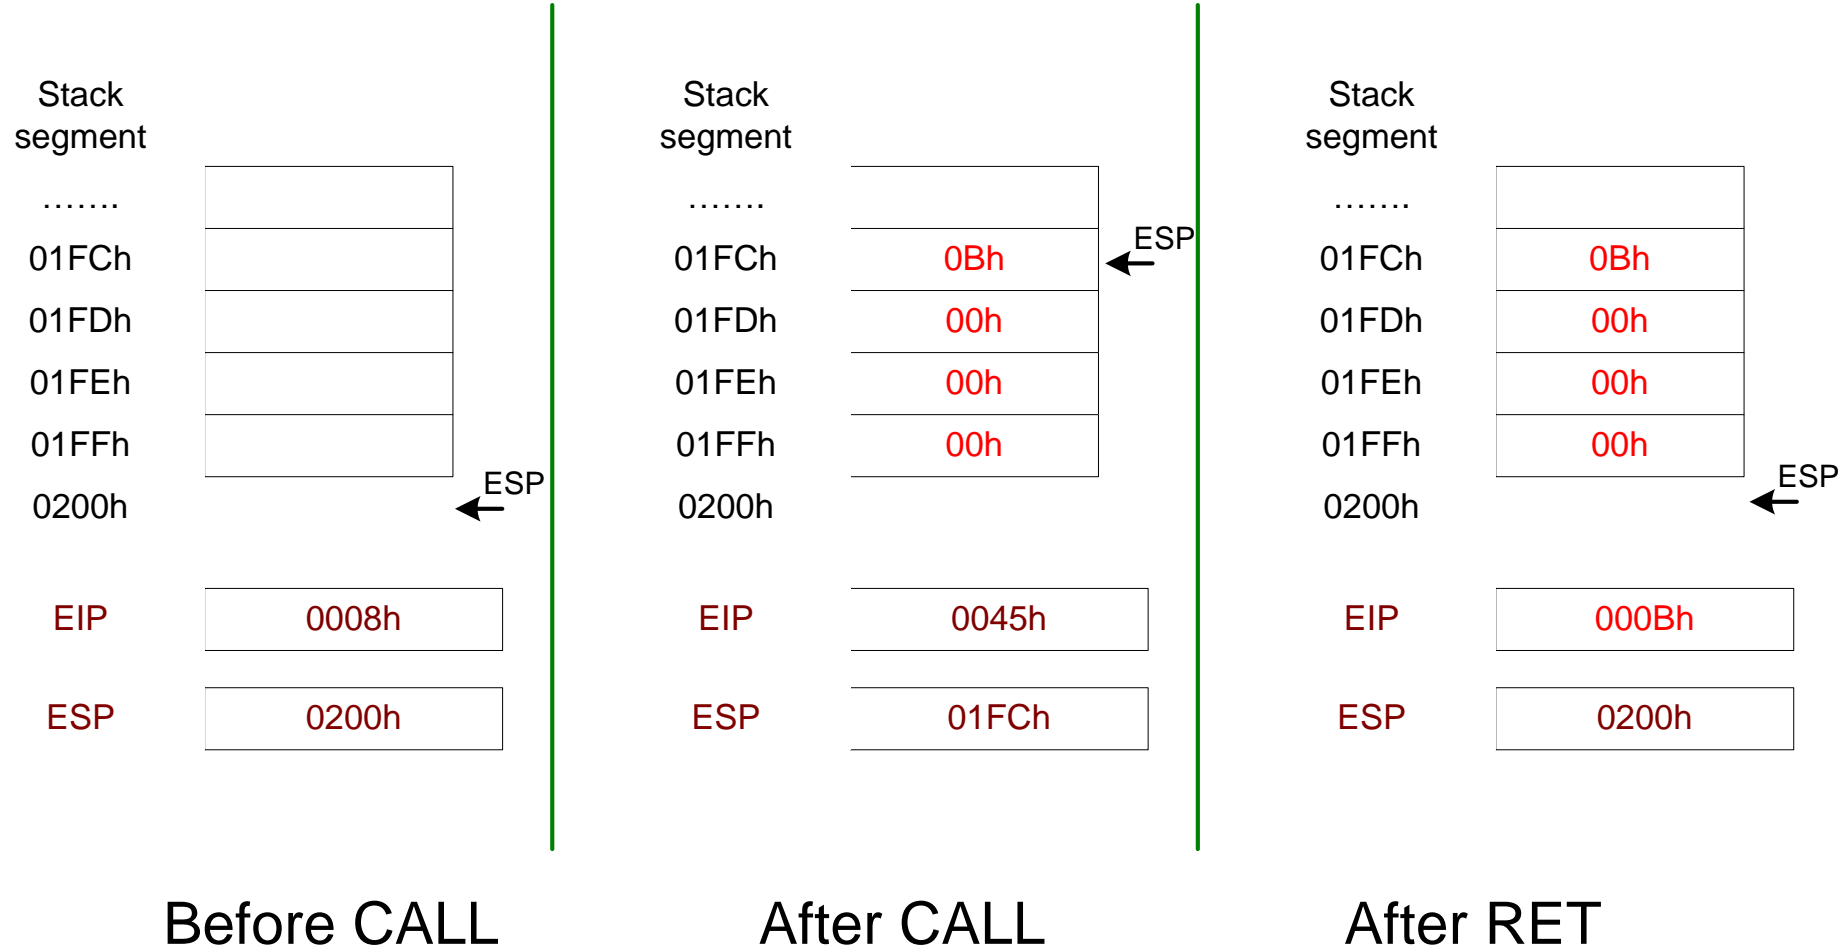 Stack
segment
…….
01FCh
01FDh
01FEh
01FFh
0200h
ESP
EIP 0008h
ESP 0200h
Before CALL
Stack
segment
…….
01FCh 0Bh
ESP
01FDh 00h
01FEh 00h
01FFh 00h
0200h
EIP 0045h
ESP 01FCh
After CALL
Stack
segment
…….
01FCh 0Bh
01FDh 00h
01FEh 00h
01FFh 00h
ESP
0200h
EIP 000Bh
ESP 0200h
After RET